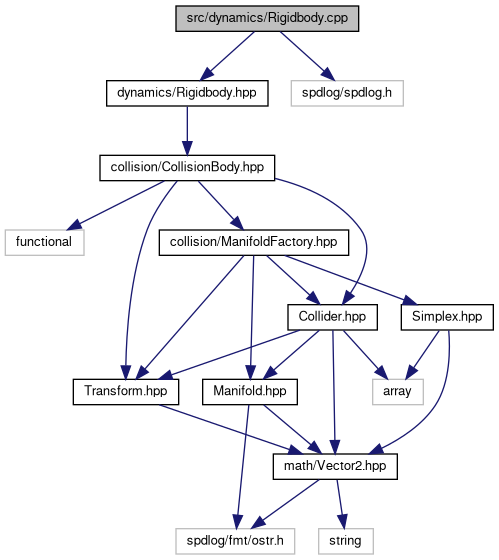 src/dynamics/Rigidbody.cpp
dynamics/Rigidbody.hpp
spdlog/spdlog.h
collision/CollisionBody.hpp
functional
collision/ManifoldFactory.hpp
Collider.hpp
Simplex.hpp
Transform.hpp
Manifold.hpp
array
math/Vector2.hpp
spdlog/fmt/ostr.h
string